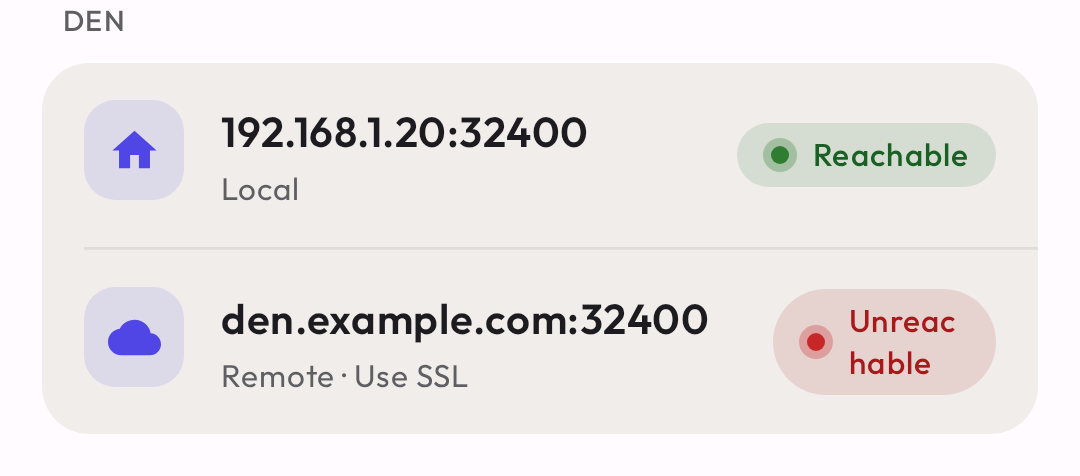 DEN
192.168.1.20:32400
Local
Reachable
den.example.com:32400
Remote · Use SSL
Unreac
hable